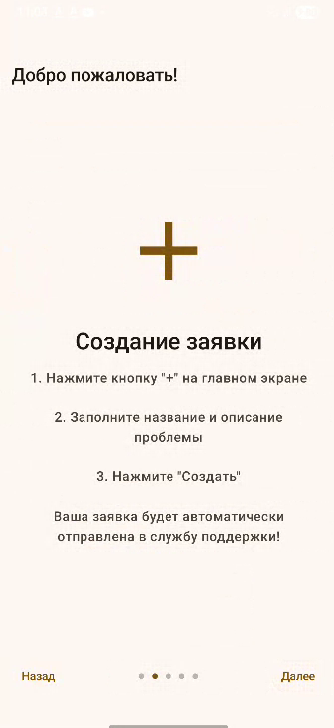 Добро пожаловать!
Создание заявки
1. Нажмите кнопку "+" на главном экране
2. Заполните название и описание
проблемы
3. Нажмите "Создать"
Ваша заявка будет автоматически
отправлена в службу поддержки!
Назад
Далее